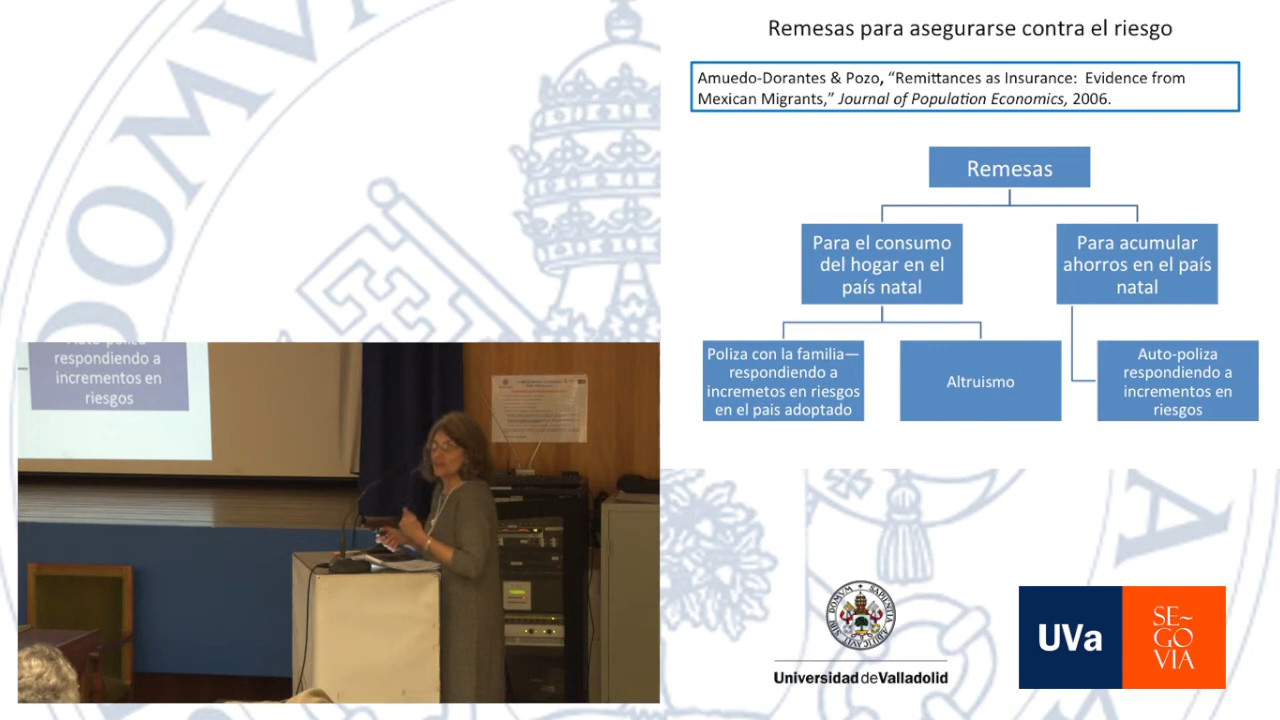 Remesas para asegurarse contra el riesgo
Amuedo-Dorantes & Pozo, “Remittances as Insurance: Evidence from
Mexican Migrants,” Journal of Population Economics, 2006.
Remesas
Para el consumo
del hogar en el
país natal
Para acumular
ahorros en el país
natal
Poliza con la familia—
respondiendo a
incremetos en riesgos
en el pais adoptado
Altruismo
Auto-poliza
respondiendo a
incrementos en
riesgos
Auto-poliza
respondiendo a
incrementos en
riesgos
DOMV
A
Universidad de Valladolid
UVa
SE~
GO
VIA